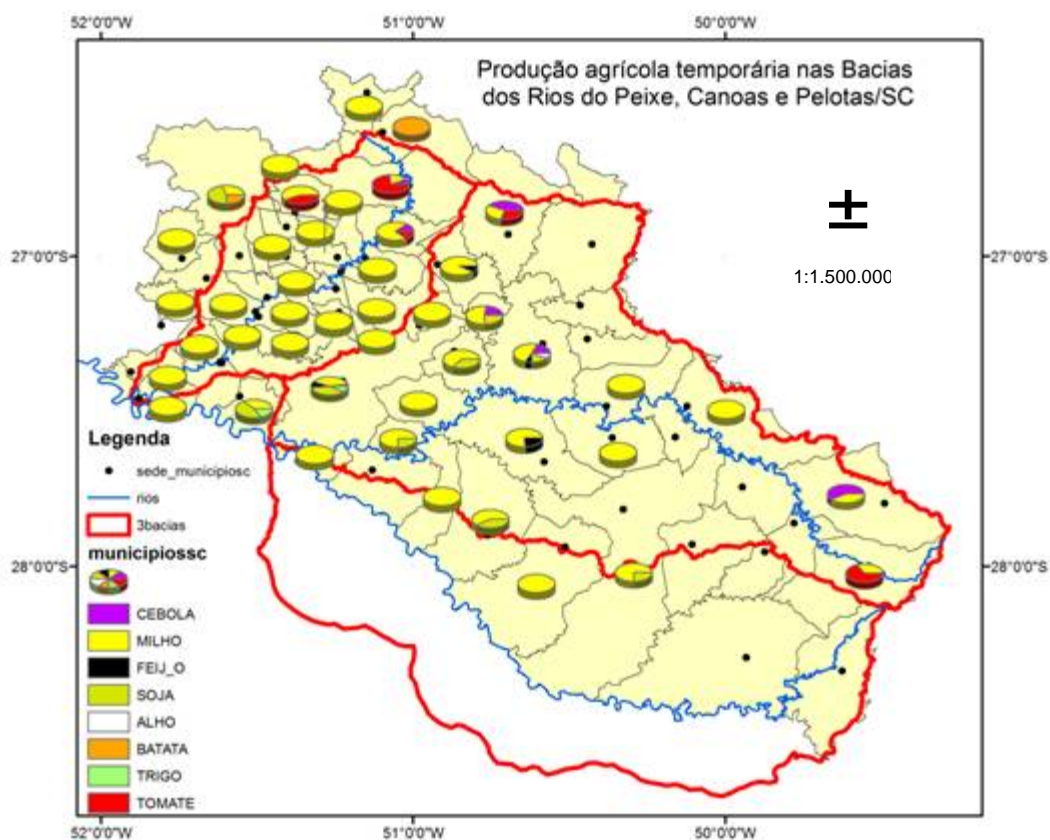 52°0'0"W 51°0'0"W 50°0'0"W
Produção agrícola temporária nas Bacias
dos Rios do Peixe, Canoas e Pelotas/SC
±
1:1.500.000
27°0'0"S 27°0'0"S
28°0'0"S 28°0'0"S
Legenda
sede_municipiosc
rios
3bacias
municipiossc
CEBOLA
MILHO
FEIJ_O
SOJA
ALHO
BATATA
TRIGO
TOMATE
52°0'0"W 51°0'0"W 50°0'0"W